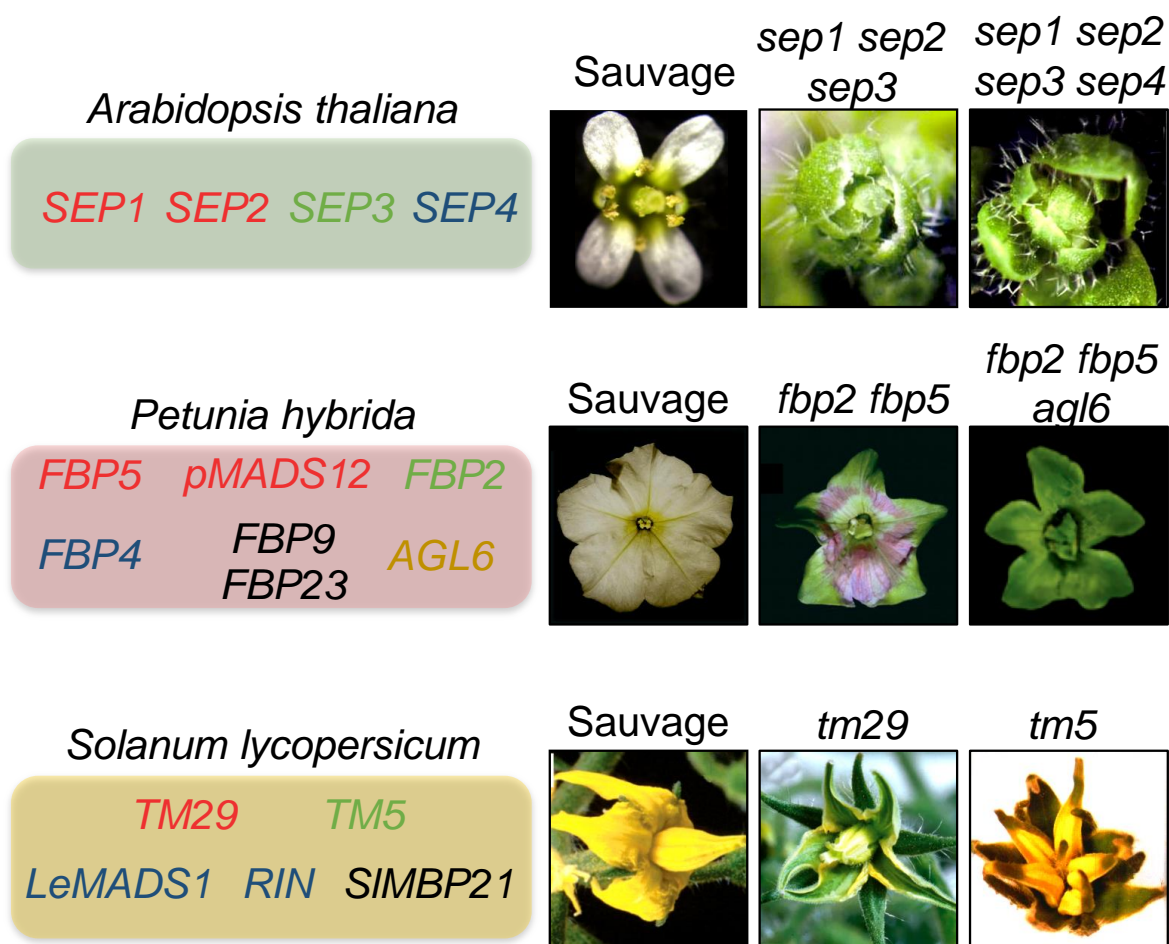 Arabidopsis thaliana
SEP1 SEP2 SEP3 SEP4
Sauvage
sep1 sep2
sep3
sep1 sep2
sep3 sep4
Petunia hybrida
FBP5 pMADS12 FBP2
FBP4 FBP9 AGL6
FBP23
Sauvage
fbp2 fbp5
fbp2 fbp5
agl6
Solanum lycopersicum
TM29 TM5
LeMADS1 RIN SlMBP21
Sauvage
tm29
tm5